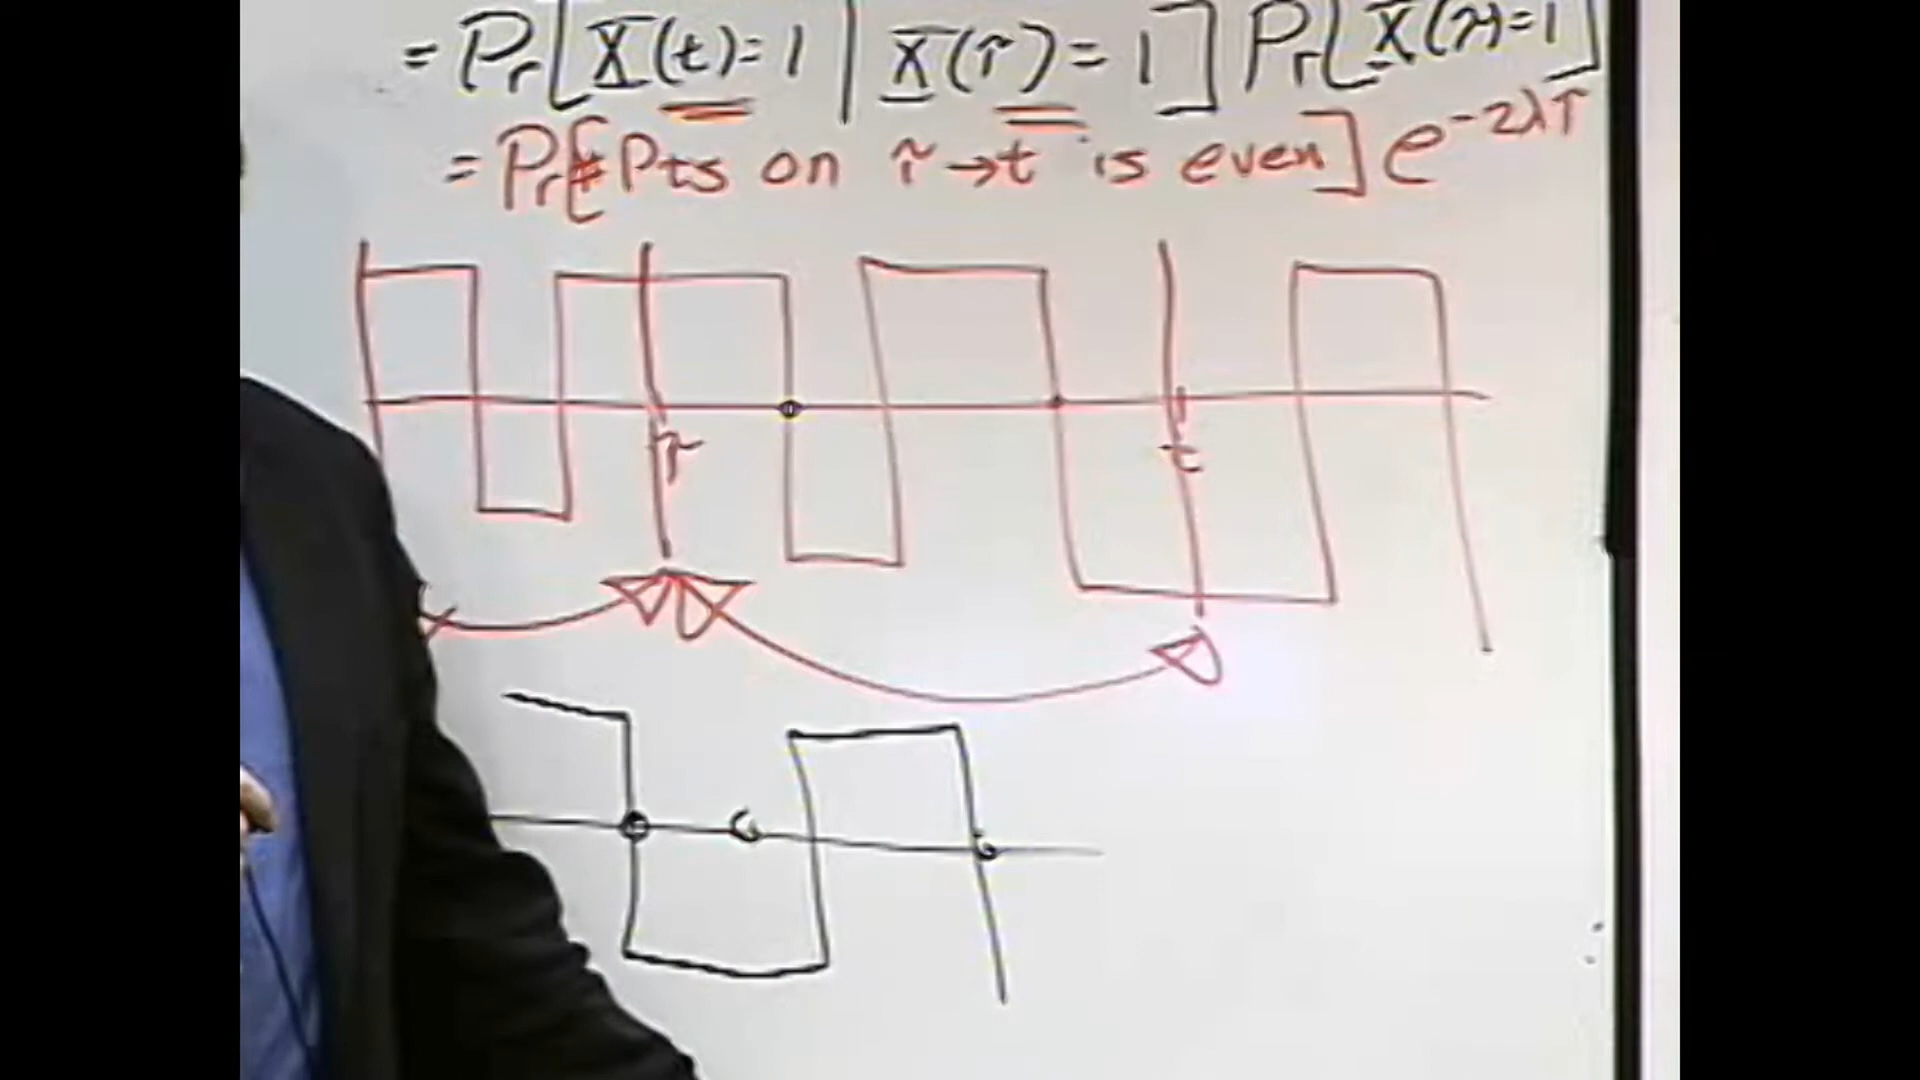 = Pr[X(t)=1 | X(τ)=1] Pr[X(τ)=1]
= Pr[# Pts on τ→t is even] e^-2λτ
τ
t